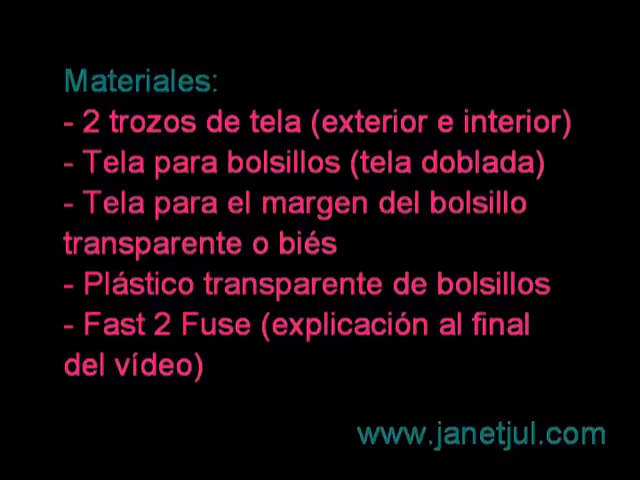 Materiales:
- 2 trozos de tela (exterior e interior)
- Tela para bolsillos (tela doblada)
- Tela para el margen del bolsillo
transparente o biés
- Plástico transparente de bolsillos
- Fast 2 Fuse (explicación al final
del vídeo)
www.janetjul.com